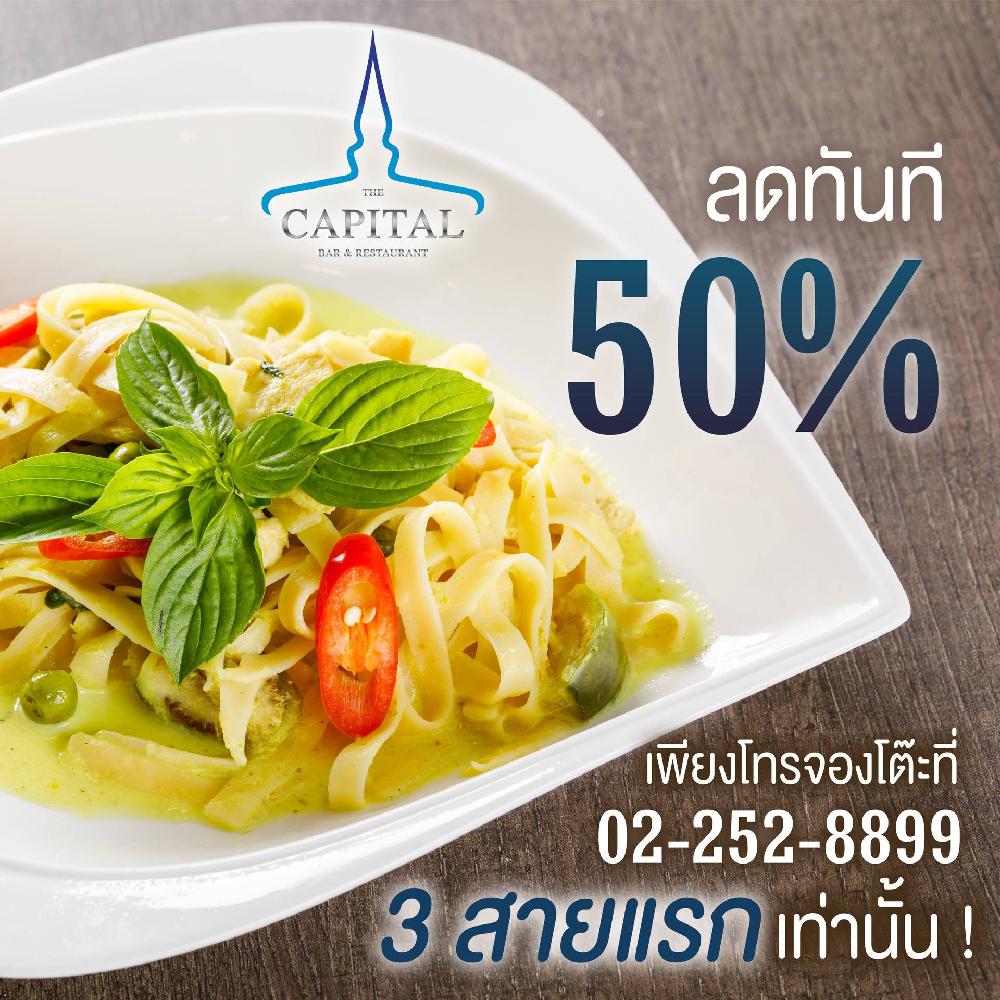 THE
CAPITAL
BAR & RESTAURANT
ลดทันที
50%
เพียงโทรจองโต๊ะที่
02-252-8899
3 สายแรก เท่านั้น !